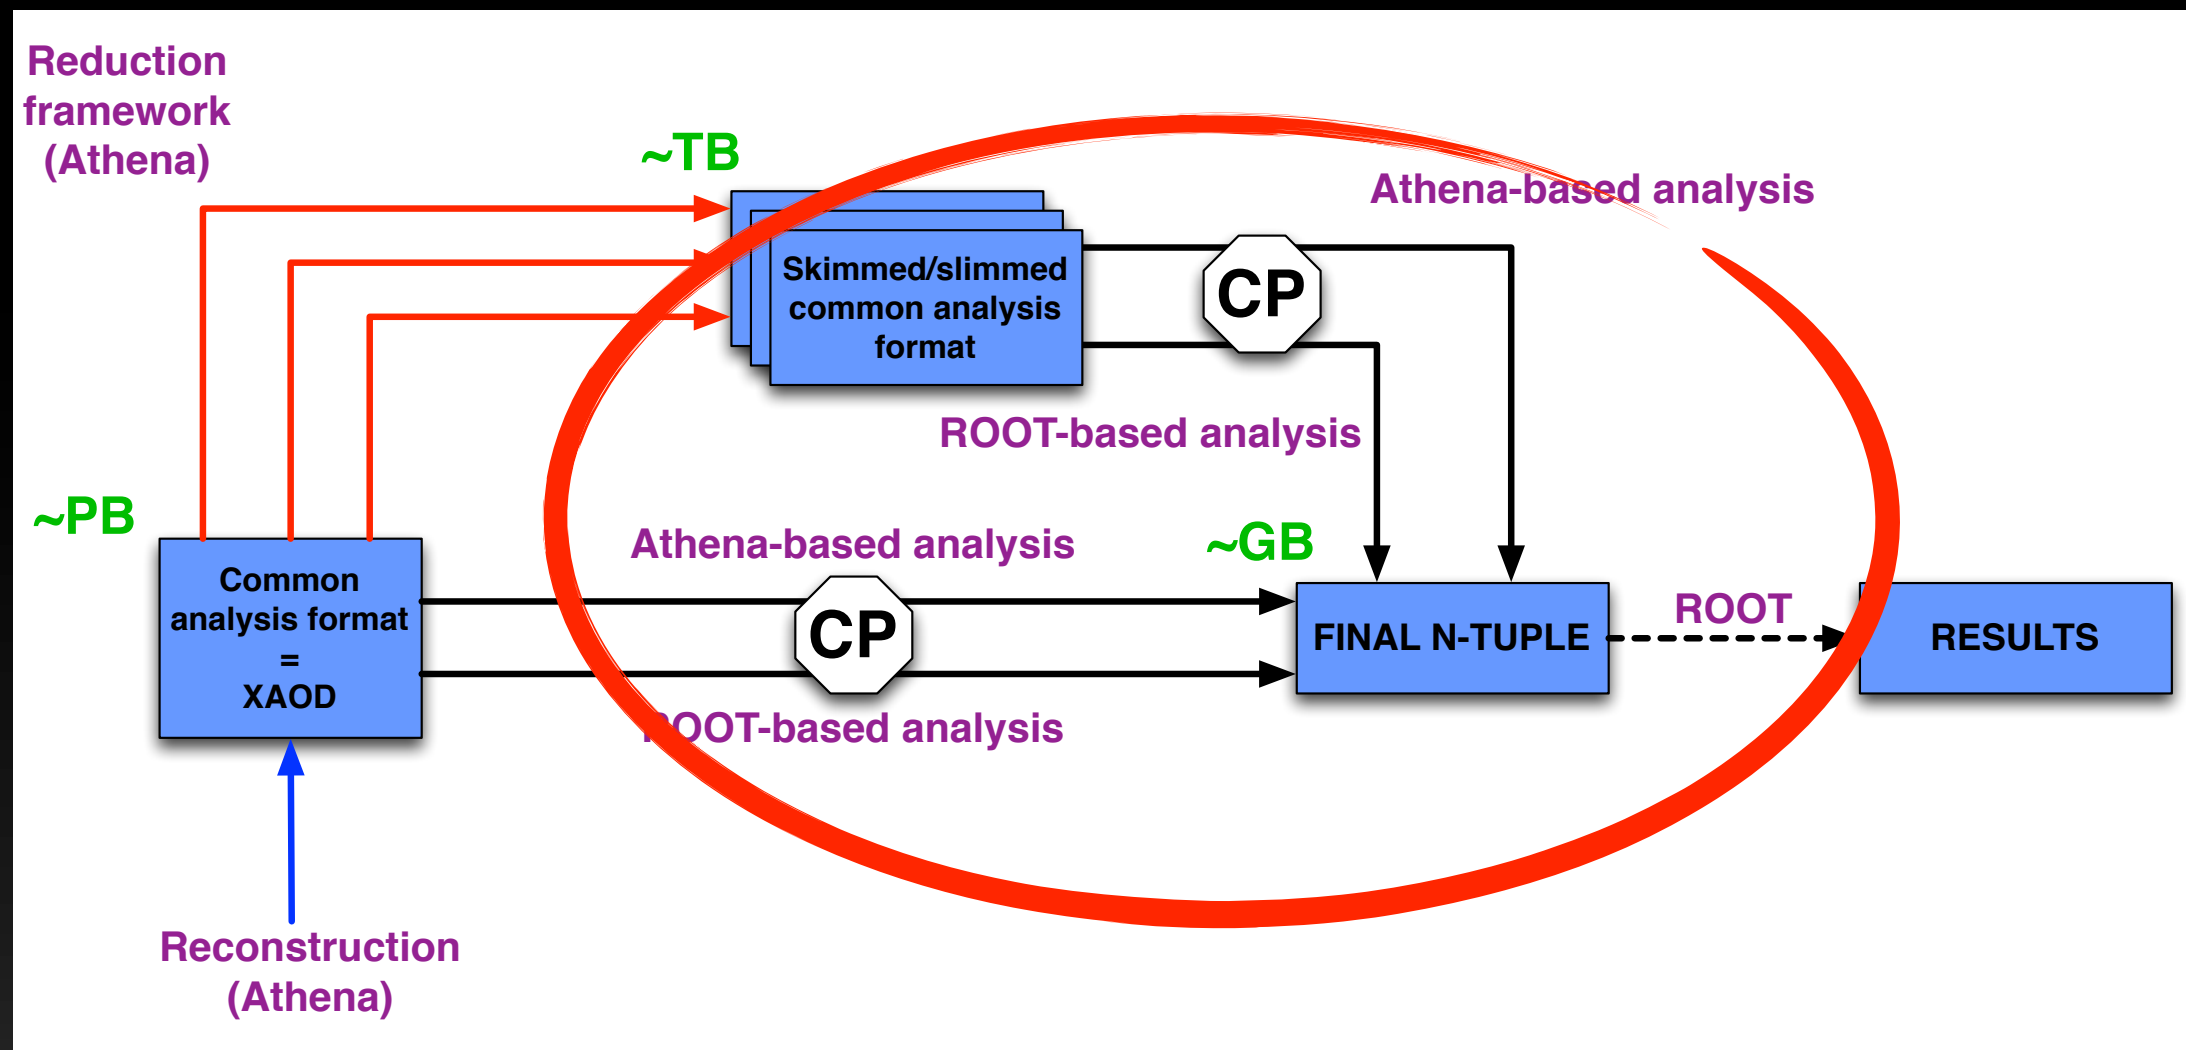 Reduction
framework
(Athena)
~TB
Athena-based analysis
Skimmed/slimmed
common analysis
format
CP
ROOT-based analysis
~PB
Athena-based analysis
~GB
Common
analysis format
=
XAOD
CP
FINAL N-TUPLE
ROOT
RESULTS
ROOT-based analysis
Reconstruction
(Athena)